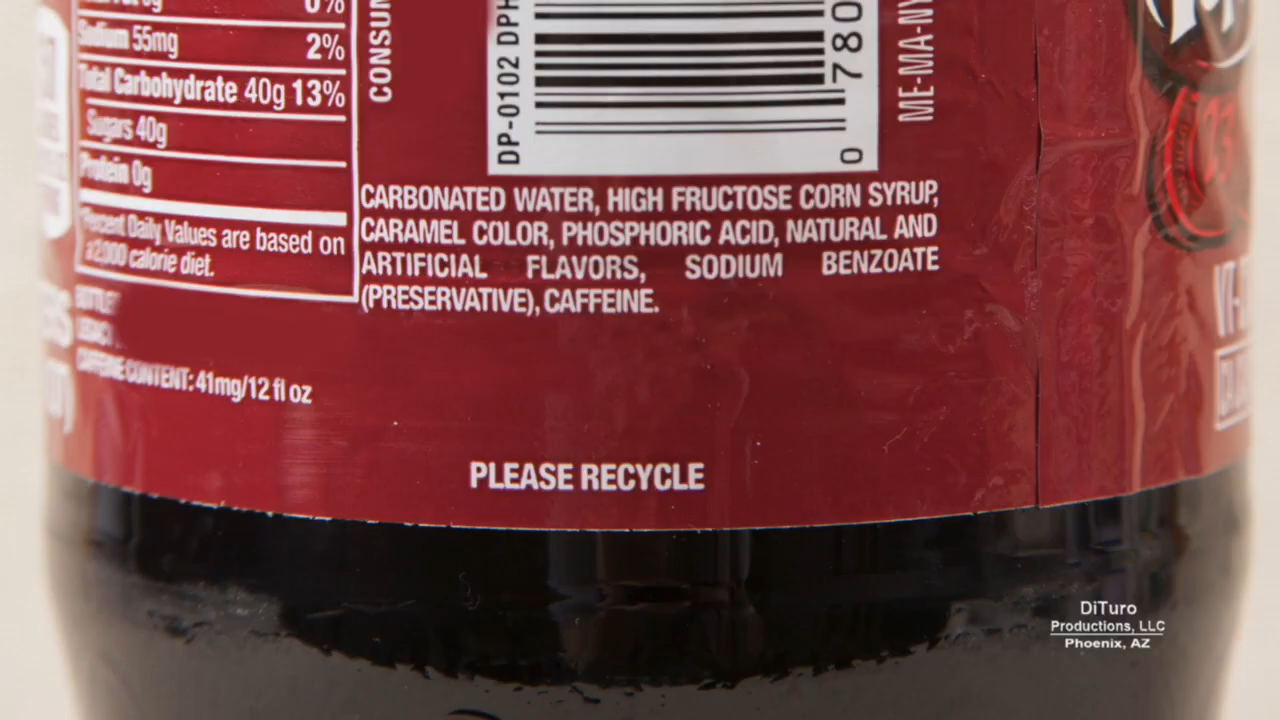 0%
Sodium 55mg 2%
Total Carbohydrate 40g 13%
Sugars 40g
Protein 0g
*Percent Daily Values are based on
a 2,000 calorie diet.
CAFFEINE CONTENT: 41mg/12 fl oz
DP-0102 DPH
0 780
ME-MA-NY
CARBONATED WATER, HIGH FRUCTOSE CORN SYRUP,
CARAMEL COLOR, PHOSPHORIC ACID, NATURAL AND
ARTIFICIAL FLAVORS, SODIUM BENZOATE
(PRESERVATIVE), CAFFEINE.
PLEASE RECYCLE
23
DiTuro
Productions, LLC
Phoenix, AZ